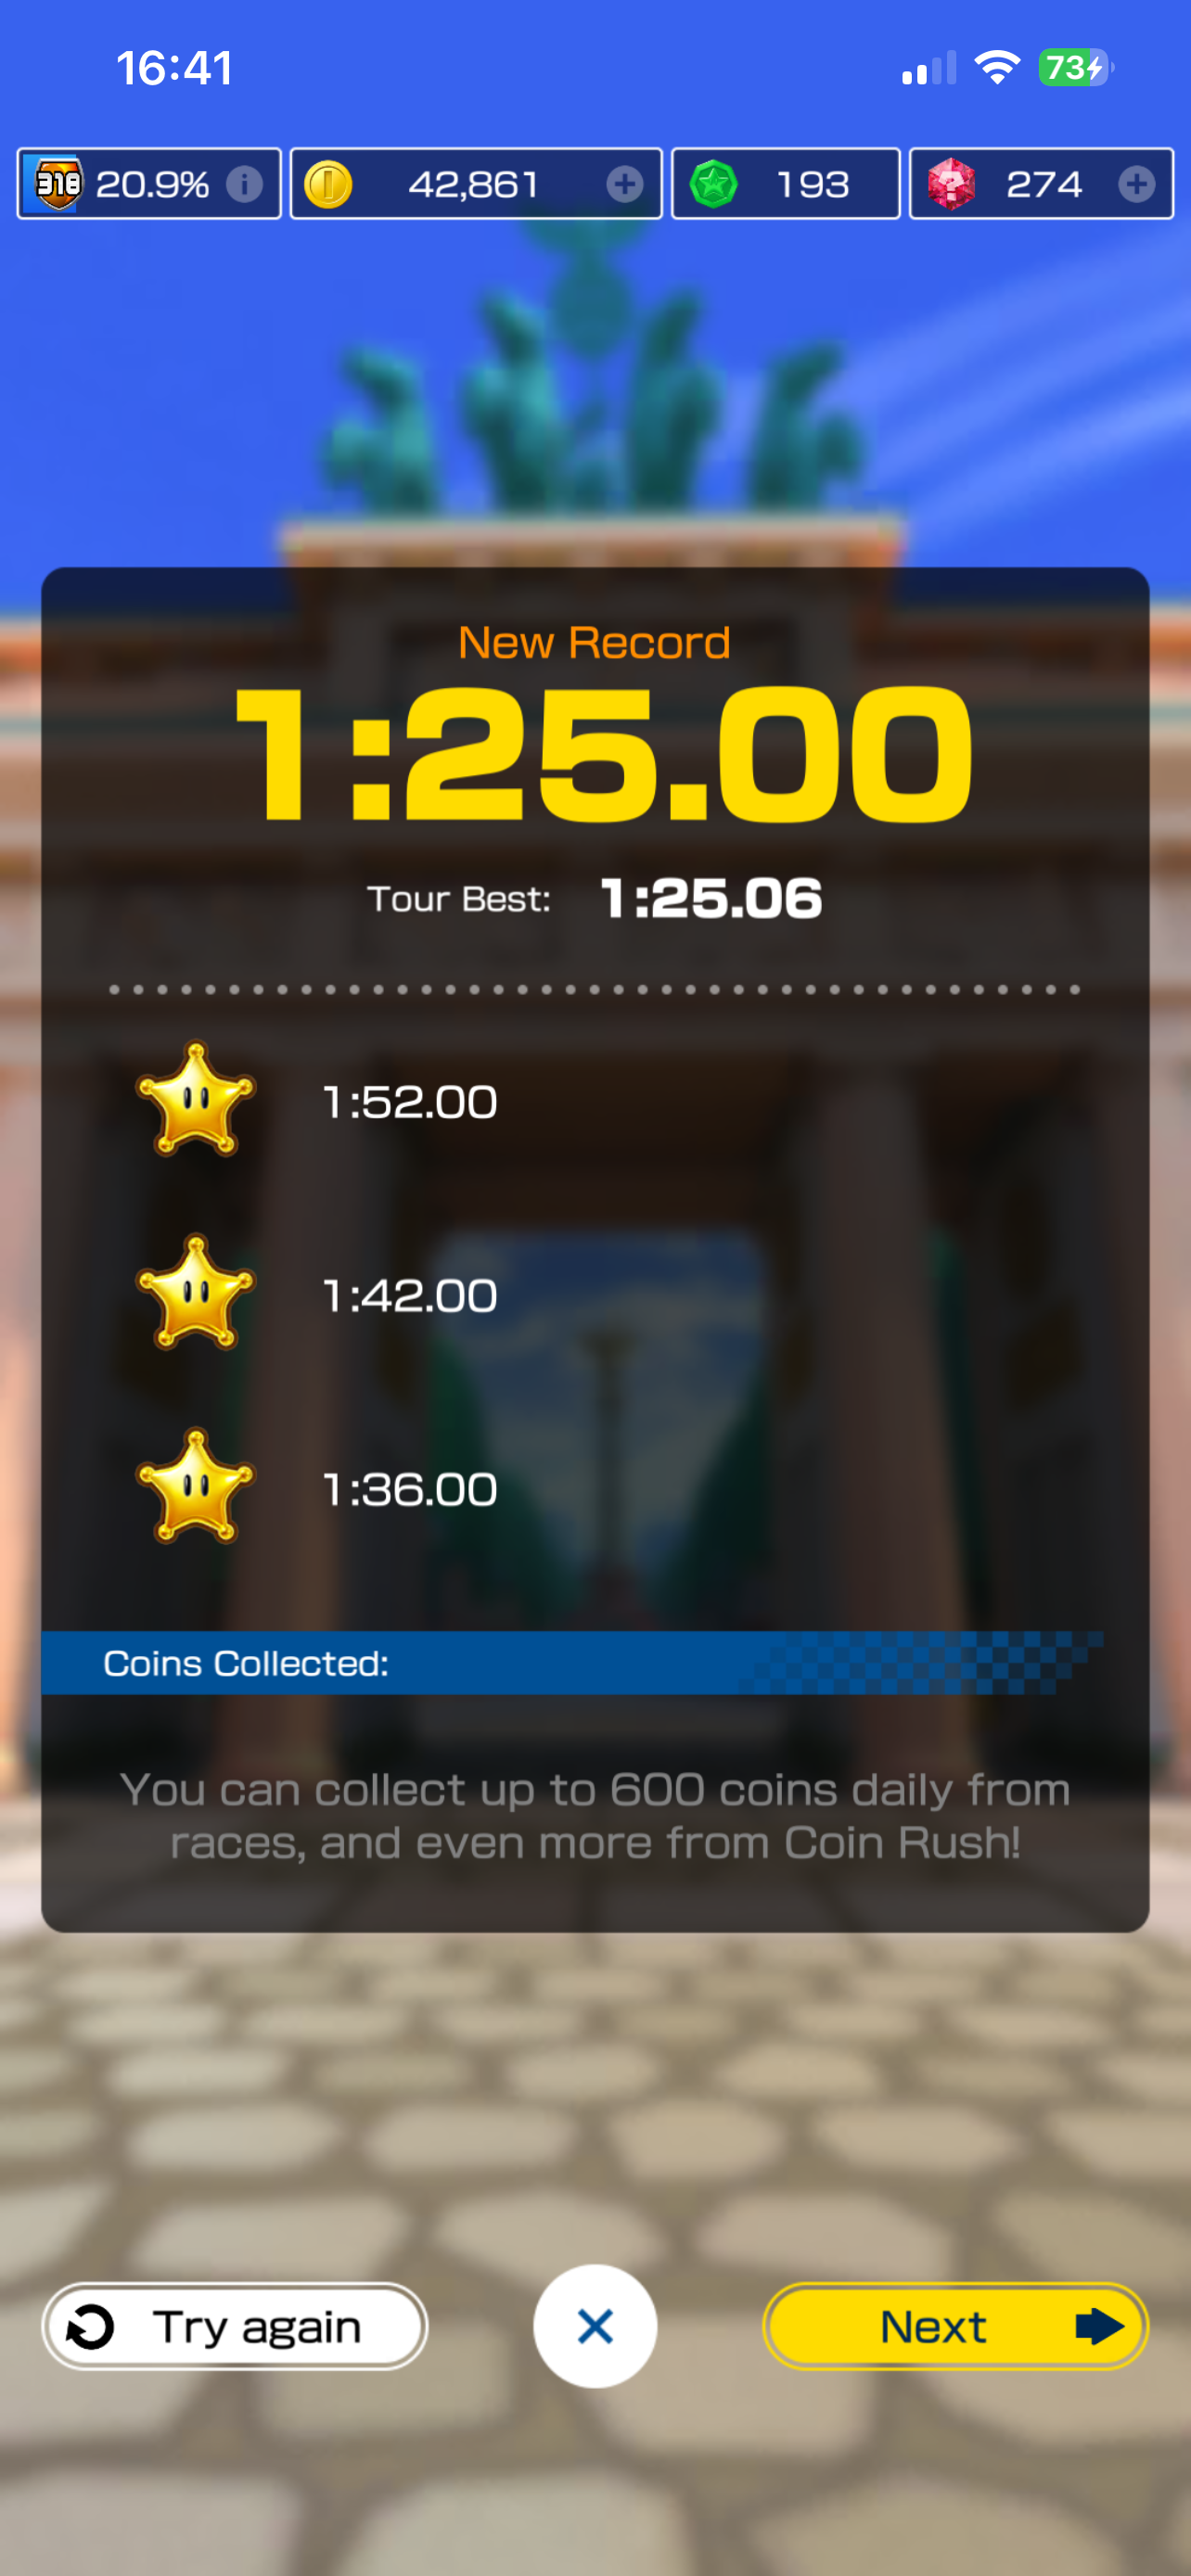 16:41
73
318 20.9% i 42,861 + 193 ? 274 +
New Record
1:25.00
Tour Best: 1:25.06
1:52.00
1:42.00
1:36.00
Coins Collected:
You can collect up to 600 coins daily from
races, and even more from Coin Rush!
Try again × Next